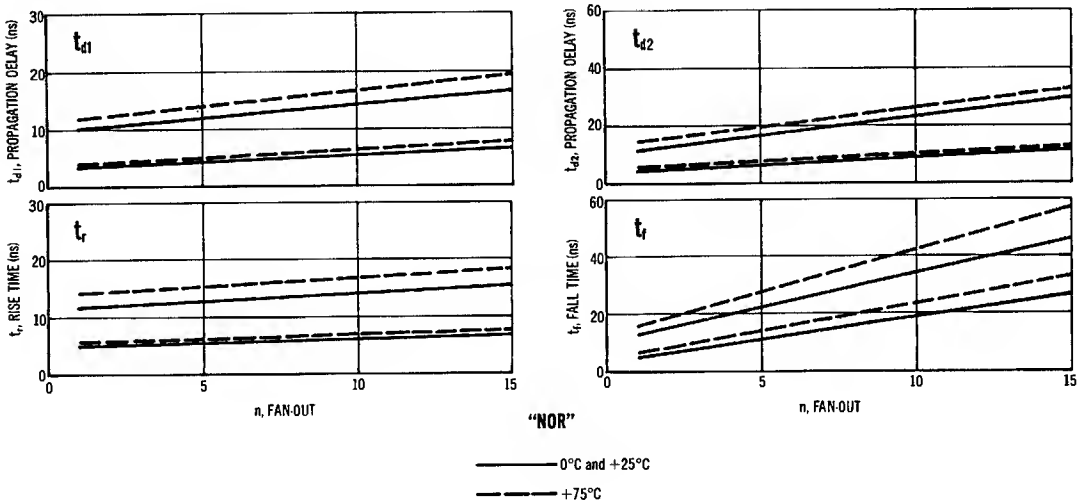 30
20
10
0
t_d1, PROPAGATION DELAY (ns)
t_d1
60
40
20
0
t_d2, PROPAGATION DELAY (ns)
t_d2
30
20
10
0
t_r, RISE TIME (ns)
t_r
0 5 10 15
n, FAN-OUT
60
40
20
0
t_f, FALL TIME (ns)
t_f
0 5 10 15
n, FAN-OUT
"NOR"
0°C and +25°C
+75°C